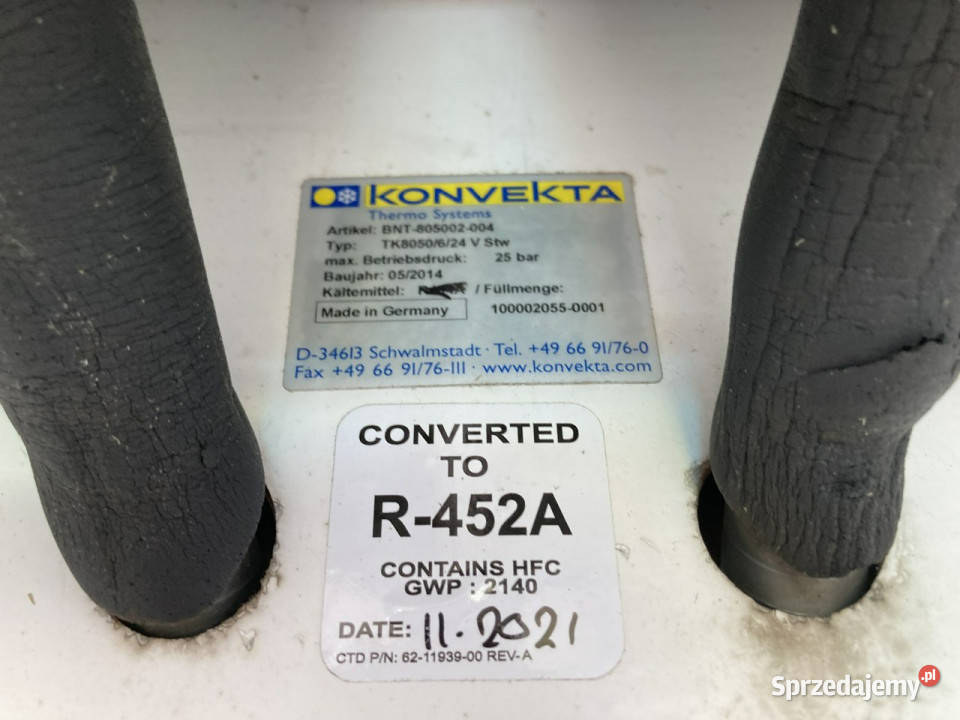 KONVEKTA
Thermo Systems
Artikel: BNT-805002-004
Typ: TK8050/6/24 V Stw
max. Betriebsdruck: 25 bar
Baujahr: 05/2014
Kältemittel: / Füllmenge:
Made in Germany 100002055-0001
D-34613 Schwalmstadt · Tel. +49 66 91/76-0
Fax +49 66 91/76-111 · www.konvekta.com
CONVERTED
TO
R-452A
CONTAINS HFC
GWP : 2140
DATE: 11.2021
CTD P/N: 62-11939-00 REV-A
Sprzedajemy.pl